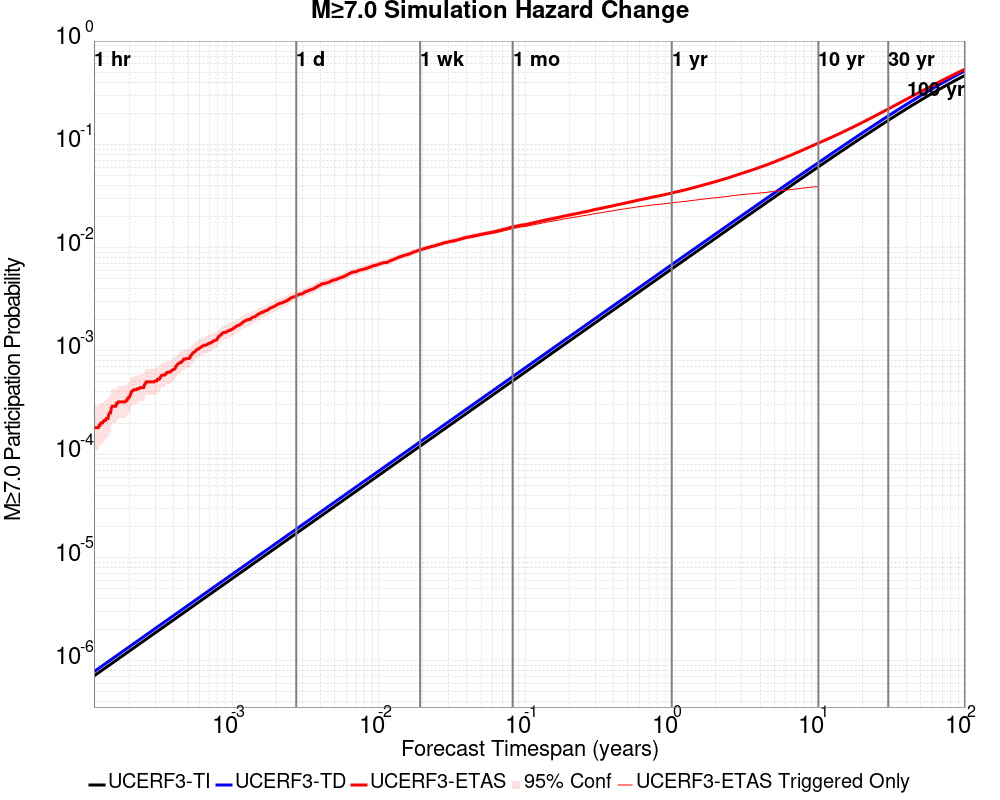 M≥7.0 Simulation Hazard Change
10^0
10^-1
10^-2
10^-3
10^-4
10^-5
10^-6
M≥7.0 Participation Probability
1 hr
1 d
1 wk
1 mo
1 yr
10 yr
30 yr
100 yr
10^-3
10^-2
10^-1
10^0
10^1
10^2
Forecast Timespan (years)
UCERF3-TI UCERF3-TD UCERF3-ETAS 95% Conf UCERF3-ETAS Triggered Only